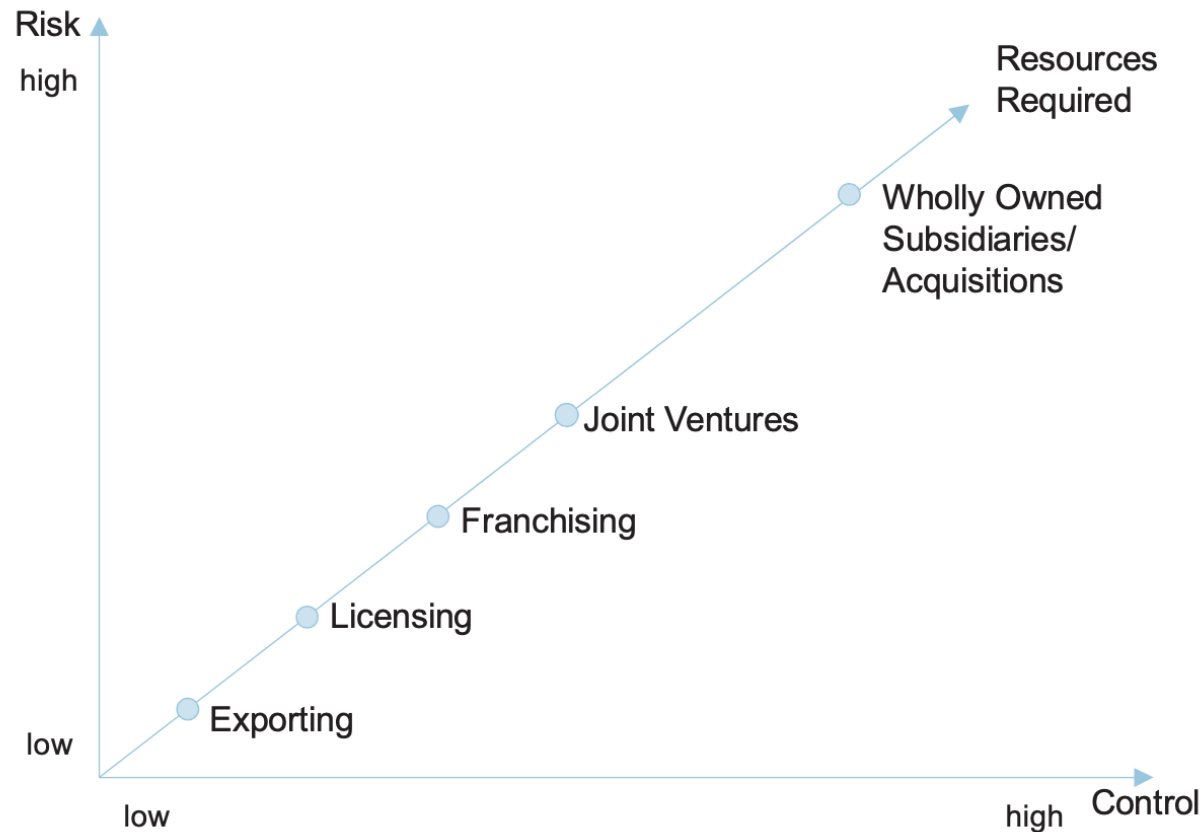 Risk
high
Resources
Required
Wholly Owned
Subsidiaries/
Acquisitions
Joint Ventures
Franchising
Licensing
Exporting
low
low
high
Control